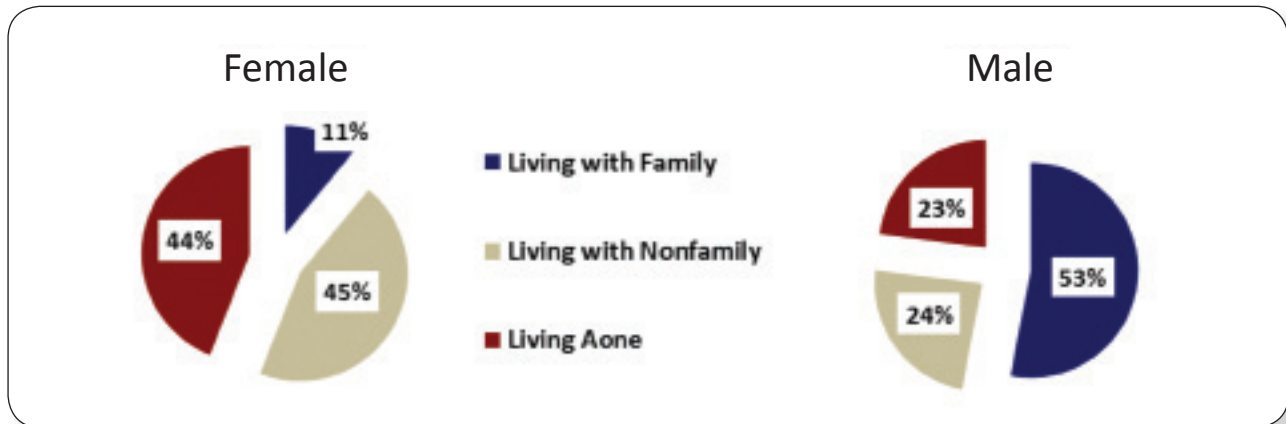 Female
Male
11%
44%
45%
Living with Family
Living with Nonfamily
Living Aone
23%
24%
53%